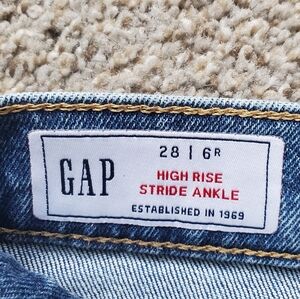 GAP
28 | 6R
HIGH RISE
STRIDE ANKLE
ESTABLISHED IN 1969